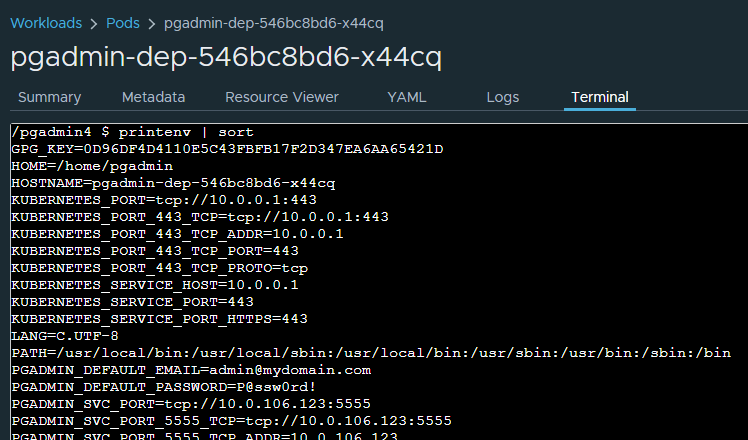 Workloads > Pods > pgadmin-dep-546bc8bd6-x44cq
pgadmin-dep-546bc8bd6-x44cq
Summary Metadata Resource Viewer YAML Logs Terminal
/pgadmin4 $ printenv | sort
GPG_KEY=0D96DF4D4110E5C43FBFB17F2D347EA6AA65421D
HOME=/home/pgadmin
HOSTNAME=pgadmin-dep-546bc8bd6-x44cq
KUBERNETES_PORT=tcp://10.0.0.1:443
KUBERNETES_PORT_443_TCP=tcp://10.0.0.1:443
KUBERNETES_PORT_443_TCP_ADDR=10.0.0.1
KUBERNETES_PORT_443_TCP_PORT=443
KUBERNETES_PORT_443_TCP_PROTO=tcp
KUBERNETES_SERVICE_HOST=10.0.0.1
KUBERNETES_SERVICE_PORT=443
KUBERNETES_SERVICE_PORT_HTTPS=443
LANG=C.UTF-8
PATH=/usr/local/bin:/usr/local/sbin:/usr/local/bin:/usr/sbin:/usr/bin:/sbin:/bin
PGADMIN_DEFAULT_EMAIL=admin@mydomain.com
PGADMIN_DEFAULT_PASSWORD=P@ssw0rd!
PGADMIN_SVC_PORT=tcp://10.0.106.123:5555
PGADMIN_SVC_PORT_5555_TCP=tcp://10.0.106.123:5555
PGADMIN_SVC_PORT_5555_TCP_ADDR=10.0.106.123